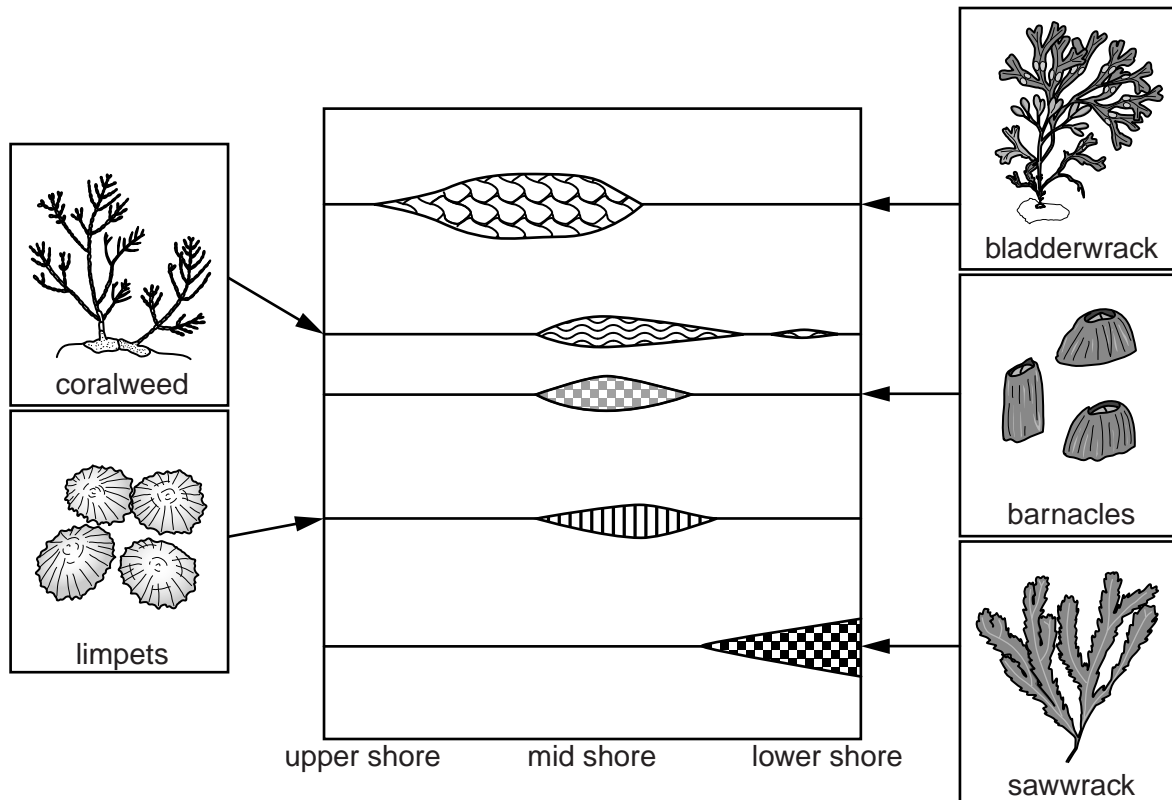 bladderwrack
coralweed
barnacles
limpets
upper shore
mid shore
lower shore
sawwrack